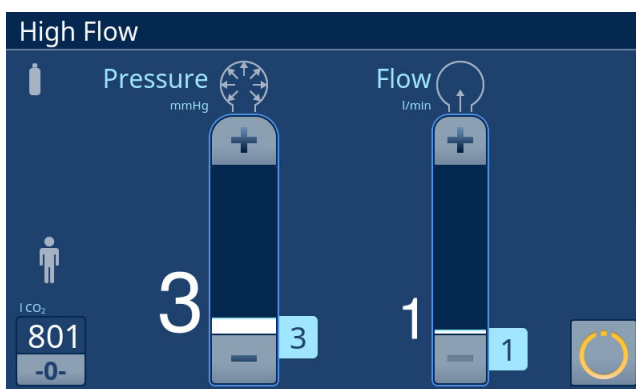 High Flow
Pressure
mmHg
Flow
l/min
+
+
3
3
1
1
−
−
l CO₂
801
-0-